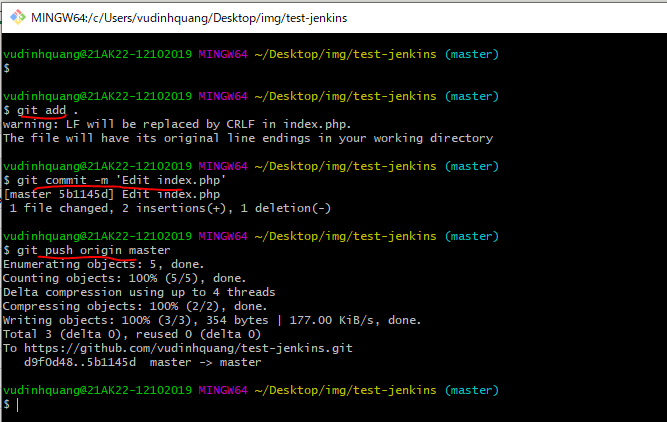 MINGW64:/c/Users/vudinhquang/Desktop/img/test-jenkins
vudinhquang@21AK22-12102019 MINGW64 ~/Desktop/img/test-jenkins (master)
$
vudinhquang@21AK22-12102019 MINGW64 ~/Desktop/img/test-jenkins (master)
$ git add .
warning: LF will be replaced by CRLF in index.php.
The file will have its original line endings in your working directory
vudinhquang@21AK22-12102019 MINGW64 ~/Desktop/img/test-jenkins (master)
$ git commit -m 'Edit index.php'
[master 5b1145d] Edit index.php
 1 file changed, 2 insertions(+), 1 deletion(-)
vudinhquang@21AK22-12102019 MINGW64 ~/Desktop/img/test-jenkins (master)
$ git push origin master
Enumerating objects: 5, done.
Counting objects: 100% (5/5), done.
Delta compression using up to 4 threads
Compressing objects: 100% (2/2), done.
Writing objects: 100% (3/3), 354 bytes | 177.00 KiB/s, done.
Total 3 (delta 0), reused 0 (delta 0)
To https://github.com/vudinhquang/test-jenkins.git
   d9f0d48..5b1145d  master -> master
vudinhquang@21AK22-12102019 MINGW64 ~/Desktop/img/test-jenkins (master)
$